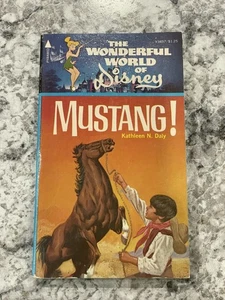 THE
WONDERFUL
WORLD
OF
Disney
MUSTANG!
Kathleen N. Daly